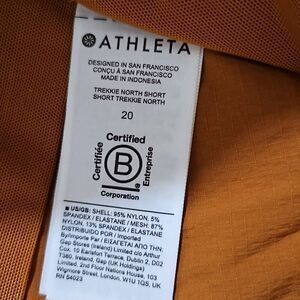 ATHLETA
DESIGNED IN SAN FRANCISCO
CONÇU À SAN FRANCISCO
MADE IN INDONESIA
TREKKIE NORTH SHORT
SHORT TREKKIE NORTH
20
Certified
Certifiée
B
Entreprise
Corporation
■ US/GB: SHELL: 95% NYLON, 5%
SPANDEX / ELASTANE / MESH: 87%
NYLON, 13% SPANDEX / ELASTANE
DISTRIBUIDO POR / Imported
By/Importe Par / ΕΙΣΑΓΕΤΑΙ ΑΠΟ ΤΗΝ:
Gap Stores (Ireland) Limited c/o Arthur
Cox, 10 Earlsfort Terrace, Dublin 2, D02
T380, Ireland, Gap (UK Holdings)
Limited, 2nd Floor Nations House, 103
Wigmore Street, London, W1U 1QS, UK
RN 54023